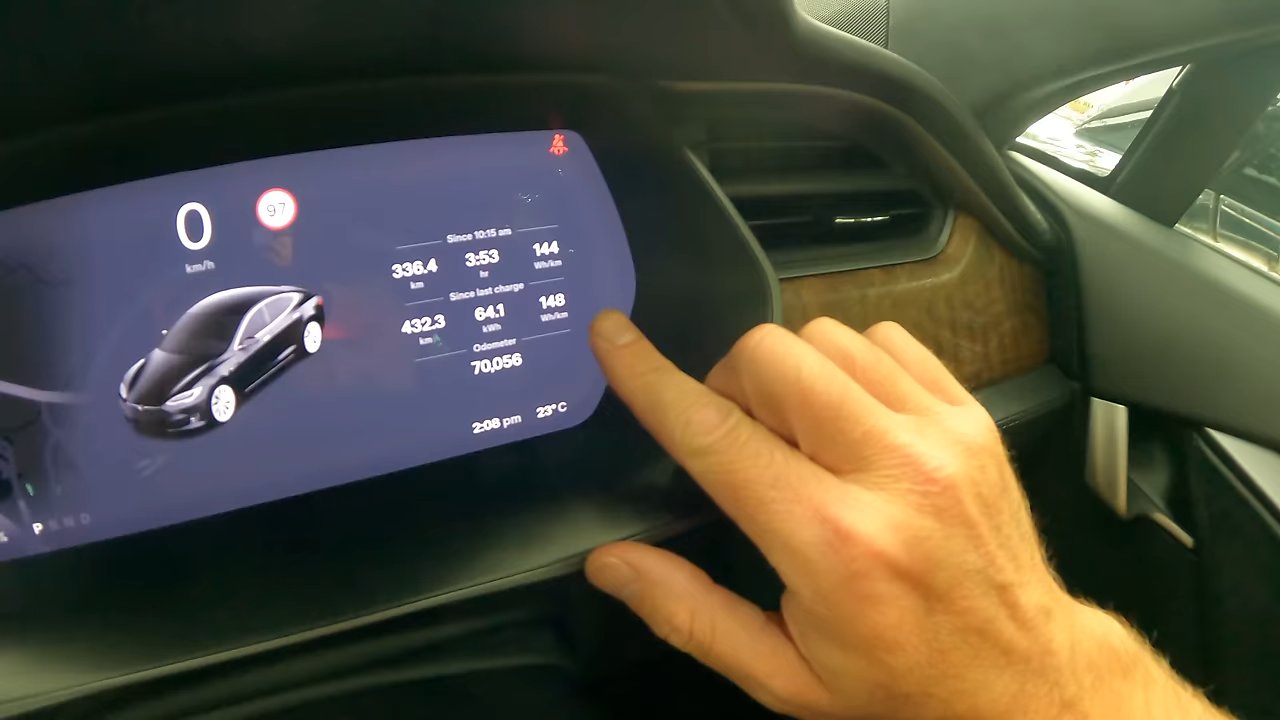 0
km/h
97
Since 10:15 am
336.4 3:53 144
km hr Wh/km
Since last charge
432.3 64.1 148
km kWh Wh/km
Odometer
70,056
2:08 pm 23°C
P R N D